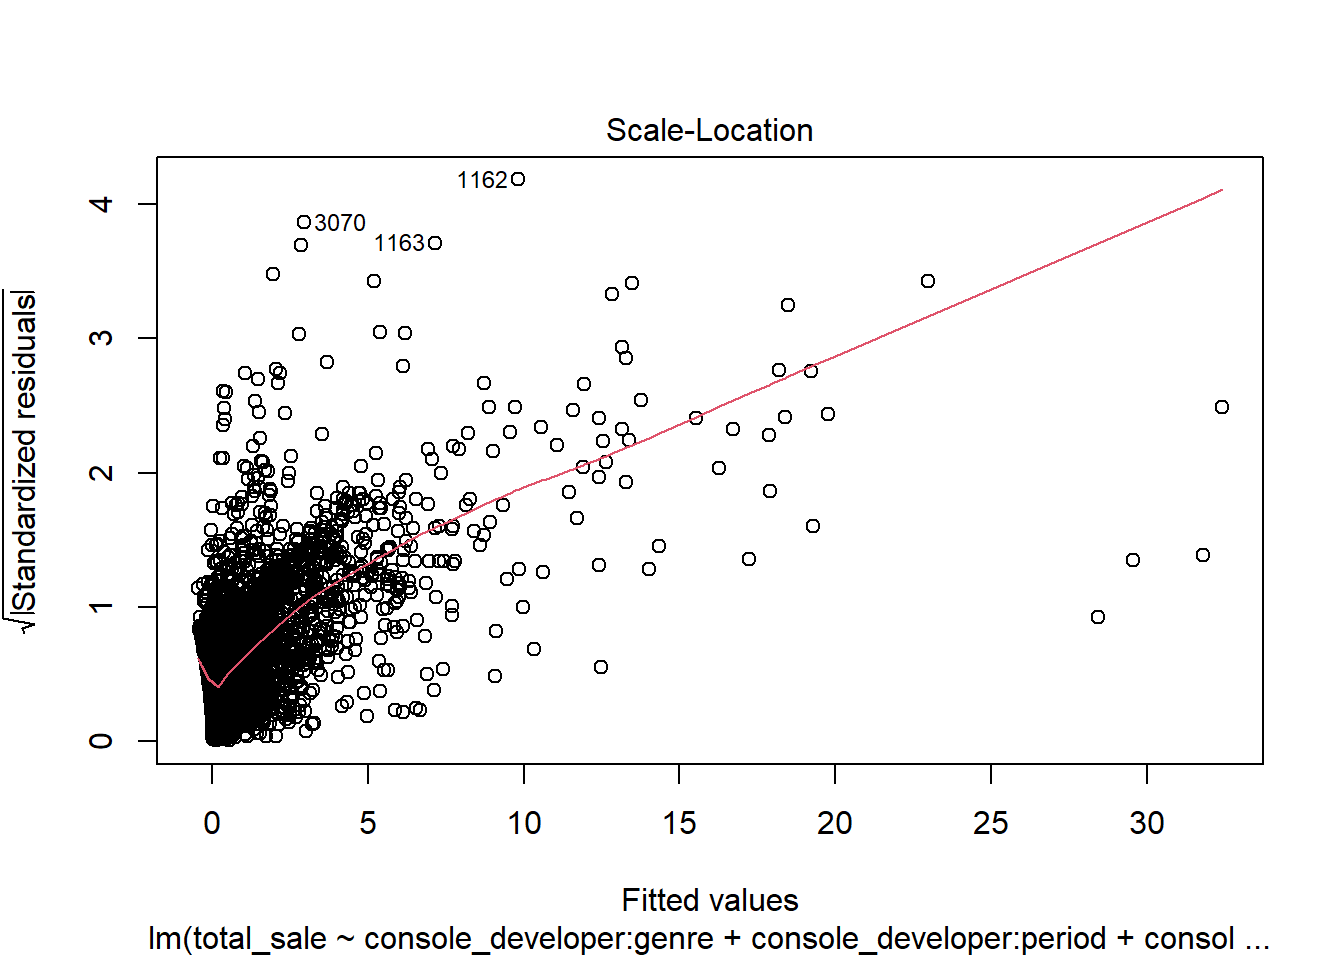 Scale-Location
1162
3070
1163
√|Standardized residuals|
4
3
2
1
0
0 5 10 15 20 25 30
Fitted values
lm(total_sale ~ console_developer:genre + console_developer:period + consol ...